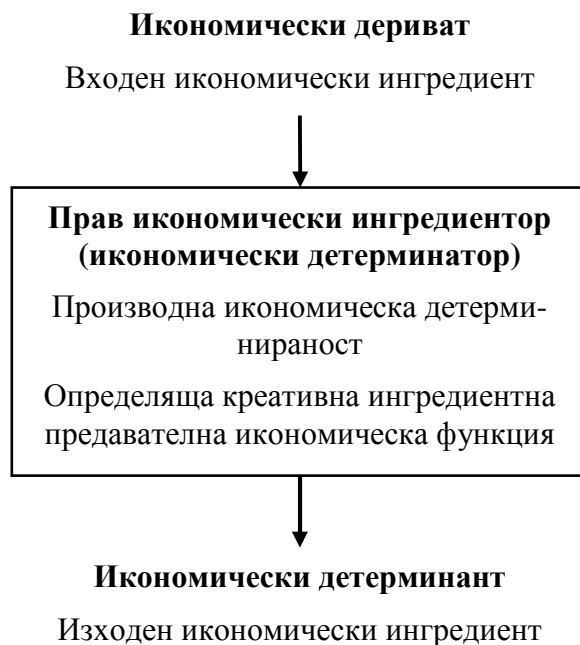 Икономически дериват
Входен икономически ингредиент
Прав икономически ингредиентор
(икономически детерминатор)
Производна икономическа детерми-
нираност
Определяща креативна ингредиентна
предавателна икономическа функция
Икономически детерминант
Изходен икономически ингредиент